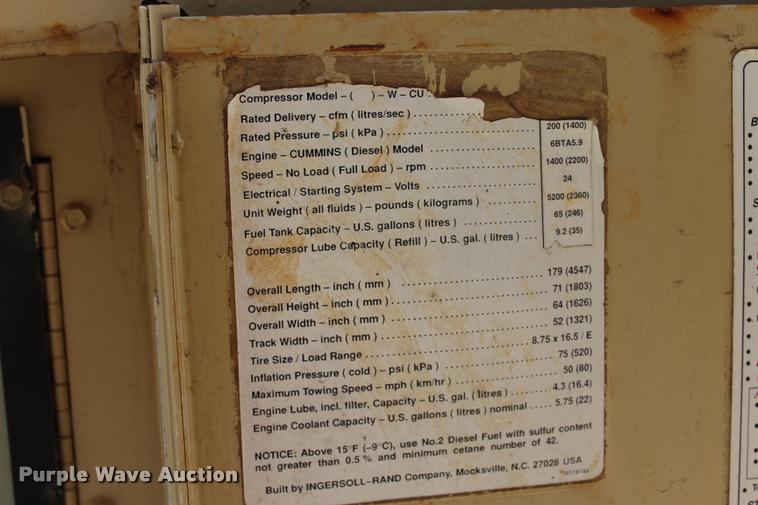 Compressor Model – ( ) – W – CU :
Rated Delivery – cfm ( litres/sec )
Rated Pressure – psi ( kPa ) 200 (1400)
Engine – CUMMINS ( Diesel ) Model 6BTA5.9
Speed – No Load ( Full Load ) – rpm 1400 (2200)
Electrical / Starting System – Volts 24
Unit Weight ( all fluids ) – pounds ( kilograms ) 5200 (2360)
Fuel Tank Capacity – U.S. gallons ( litres ) 65 (246)
Compressor Lube Capacity ( Refill ) – U.S. gal. ( litres ) 9.2 (35)
Overall Length – inch ( mm ) 179 (4547)
Overall Height – inch ( mm ) 71 (1803)
Overall Width – inch ( mm ) 64 (1626)
Track Width – inch ( mm ) 52 (1321)
Tire Size / Load Range 8.75 x 16.5 / E
Inflation Pressure ( cold ) – psi ( kPa ) 75 (520)
Maximum Towing Speed – mph ( km/hr ) 50 (80)
Engine Lube, incl. filter, Capacity – U.S. gal. ( litres ) 4.3 (16.4)
Engine Coolant Capacity – U.S. gallons ( litres ) nominal 5.75 (22)
NOTICE: Above 15°F (–9°C), use No.2 Diesel Fuel with sulfur content
not greater than 0.5 % and minimum cetane number of 42.
Built by INGERSOLL–RAND Company, Mocksville, N.C. 27028 USA
Purple Wave Auction